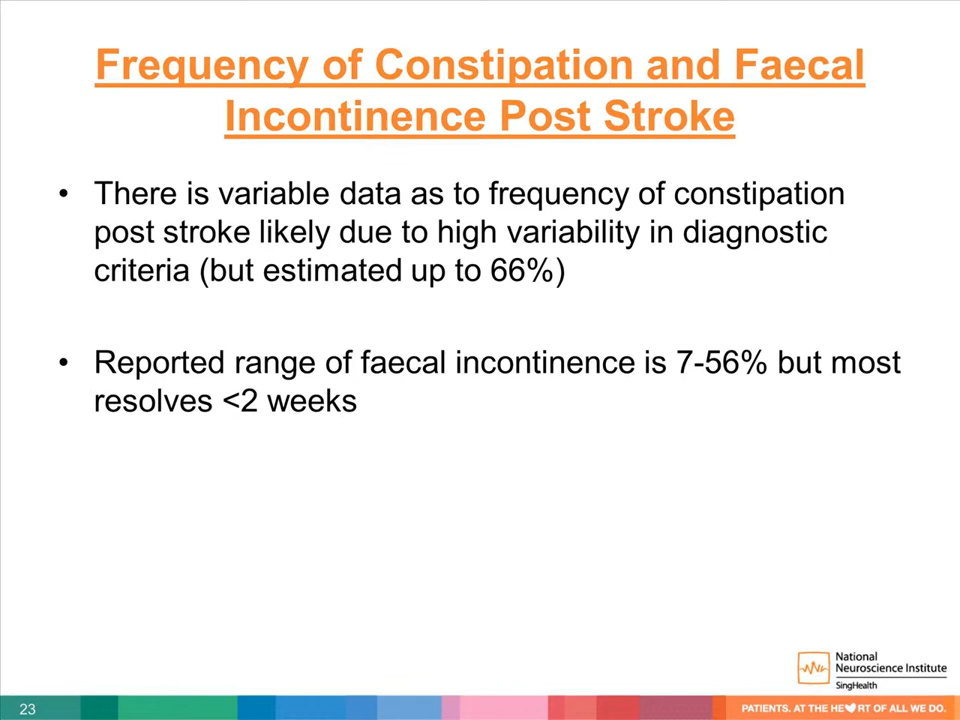 Frequency of Constipation and Faecal
Incontinence Post Stroke
• There is variable data as to frequency of constipation
post stroke likely due to high variability in diagnostic
criteria (but estimated up to 66%)
• Reported range of faecal incontinence is 7-56% but most
resolves <2 weeks
National
Neuroscience Institute
SingHealth
23
PATIENTS. AT THE HE♥RT OF ALL WE DO.